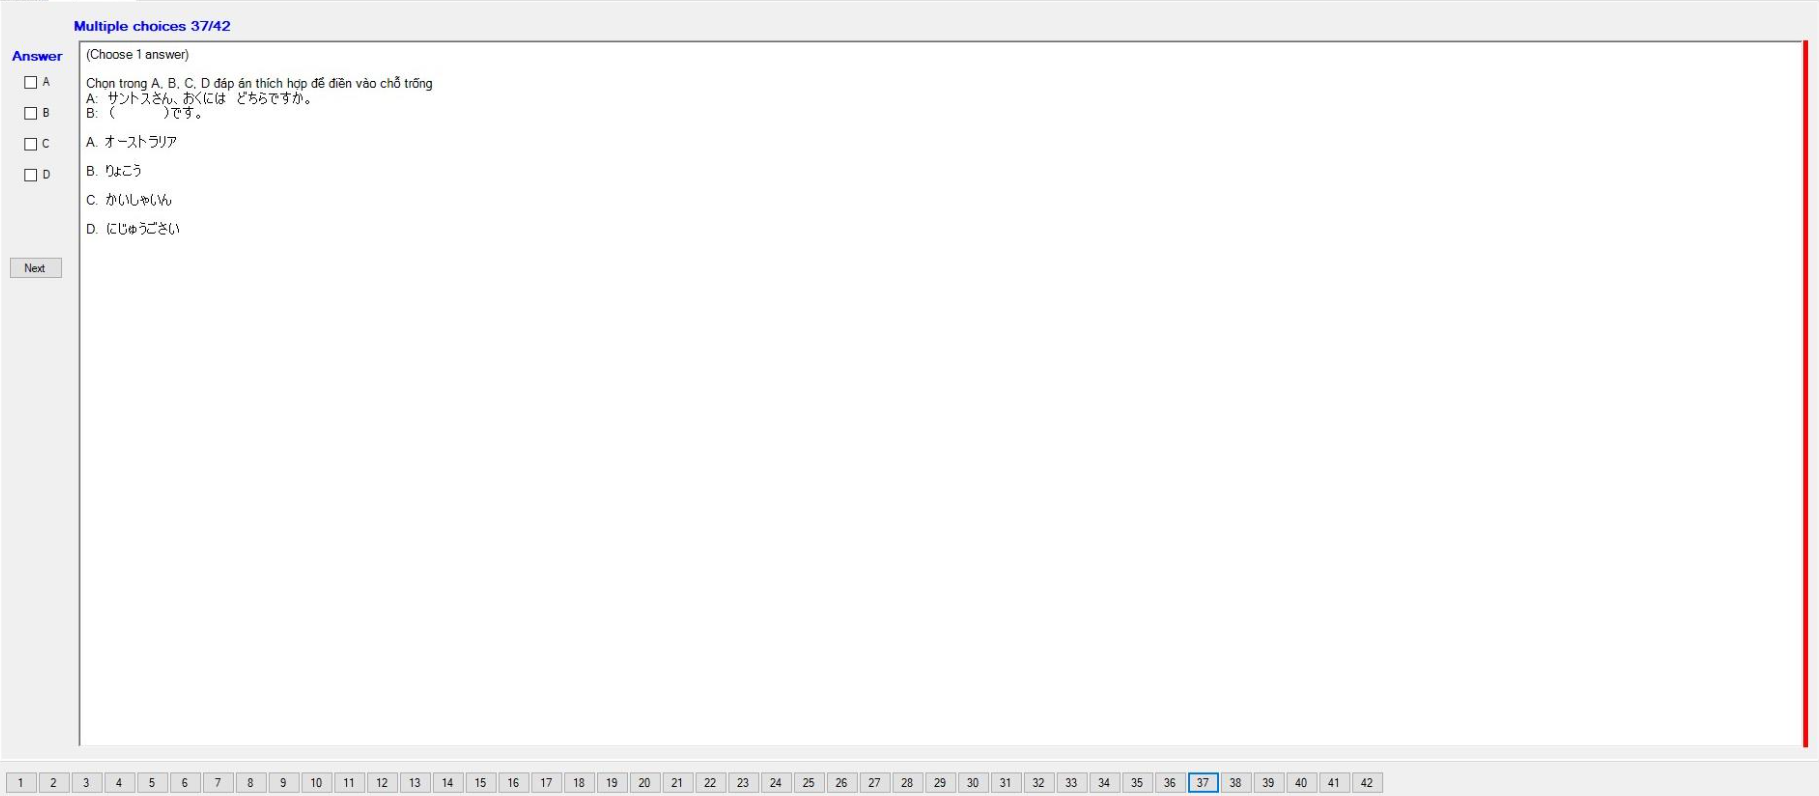 Multiple choices 37/42
Answer
A
B
C
D
Next
(Choose 1 answer)
Chọn trong A, B, C, D đáp án thích hợp để điền vào chỗ trống
A: サントスさん、おくには どちらですか。
B: ( )です。
A. オーストラリア
B. りょこう
C. かいしゃいん
D. にじゅうごさい
1 2 3 4 5 6 7 8 9 10 11 12 13 14 15 16 17 18 19 20 21 22 23 24 25 26 27 28 29 30 31 32 33 34 35 36 37 38 39 40 41 42